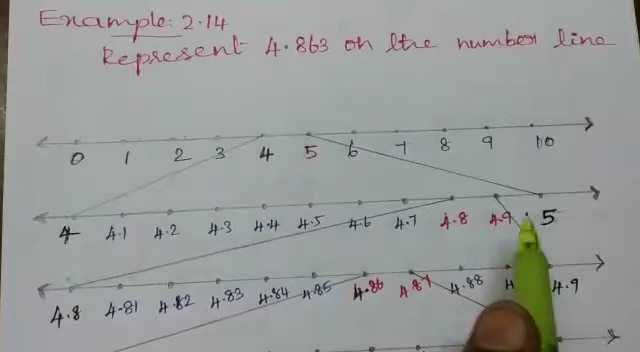 Example: 2.14
Represent 4.863 on the number line
0 1 2 3 4 5 6 7 8 9 10
4 4.1 4.2 4.3 4.4 4.5 4.6 4.7 4.8 4.9 5
4.8 4.81 4.82 4.83 4.84 4.85 4.86 4.87 4.88 4.9